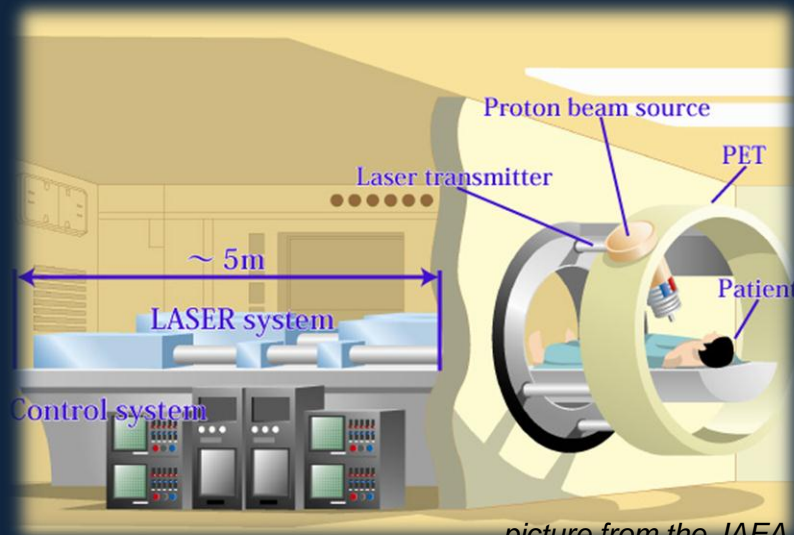 Proton beam source
PET
Laser transmitter
~ 5m
LASER system
Patient
Control system
picture from the JAEA